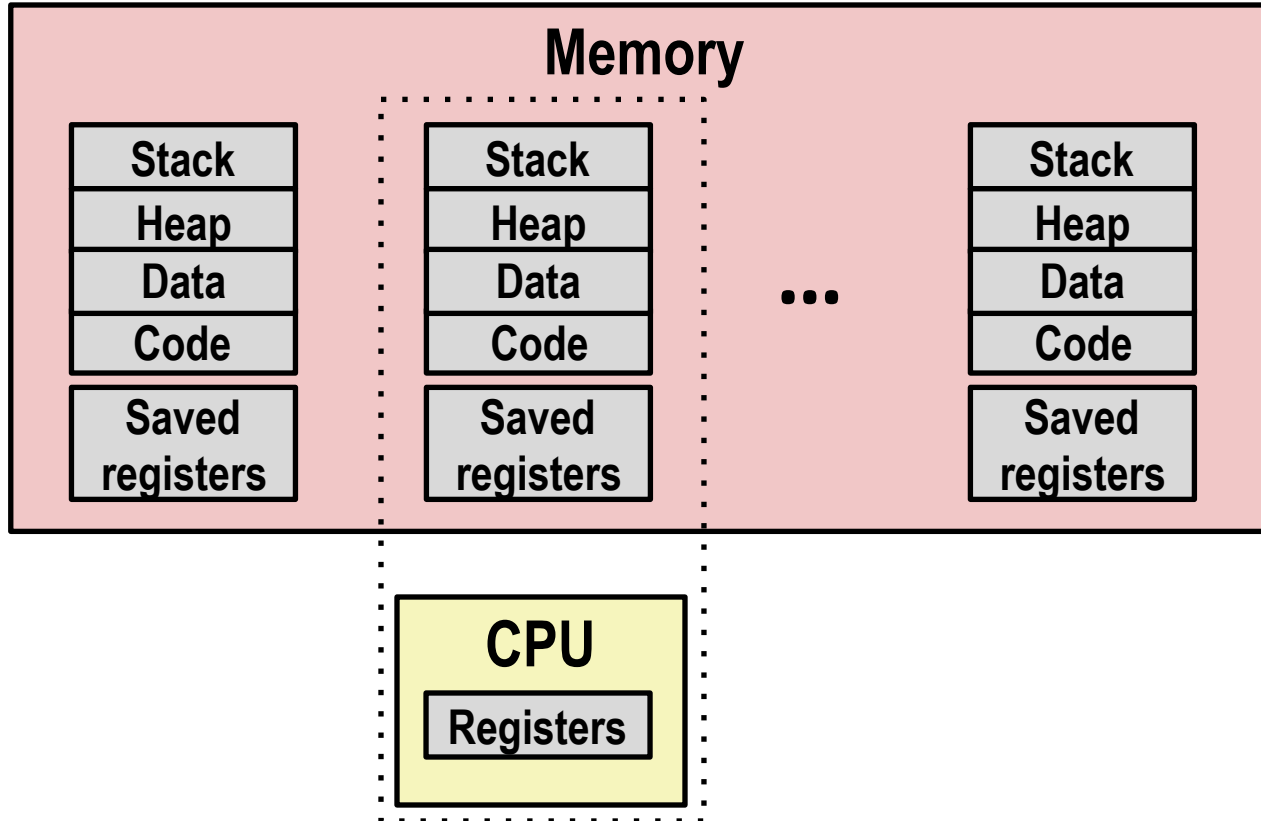 Memory
Stack
Heap
Data
Code
Saved
registers
Stack
Heap
Data
Code
Saved
registers
...
Stack
Heap
Data
Code
Saved
registers
CPU
Registers